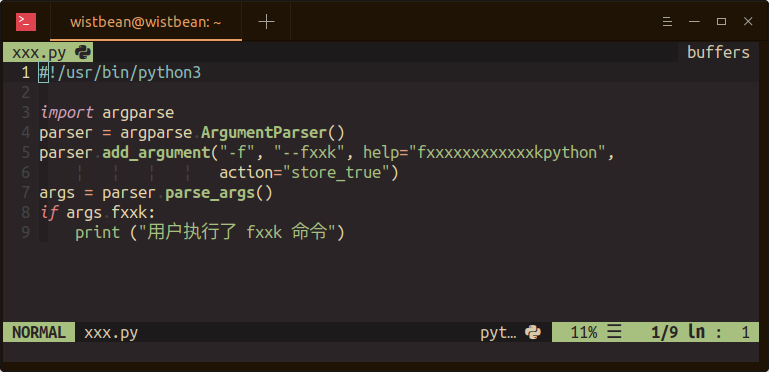 wistbean@wistbean: ~
xxx.py buffers
1 #!/usr/bin/python3
2
3 import argparse
4 parser = argparse.ArgumentParser()
5 parser.add_argument("-f", "--fxxk", help="fxxxxxxxxxxxxkpython",
6 action="store_true")
7 args = parser.parse_args()
8 if args.fxxk:
9 print ("用户执行了 fxxk 命令")
NORMAL xxx.py pyt… 11% ☰ 1/9 ln : 1